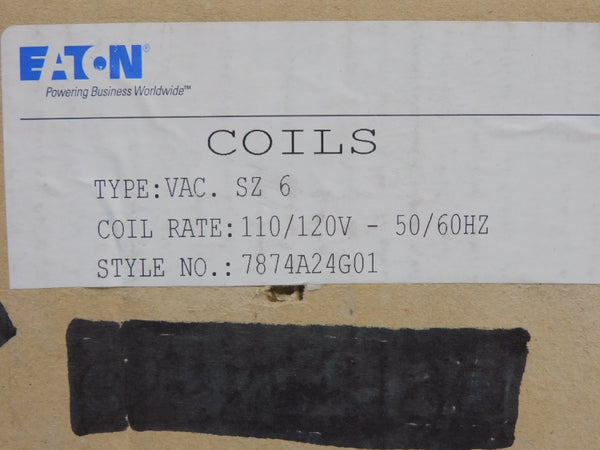 EATON®
Powering Business Worldwide™
COILS
TYPE:VAC. SZ 6
COIL RATE:110/120V - 50/60HZ
STYLE NO.:7874A24G01